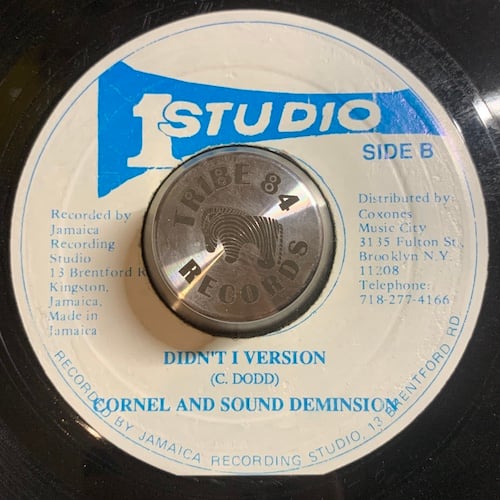 1 STUDIO
SIDE B
Recorded by
Jamaica
Recording
Studio
13 Brentford R
Kingston,
Jamaica,
Made in
Jamaica
TRIBE 84
RECORDS
Distributed by:
Coxones
Music City
3135 Fulton St.
Brooklyn N.Y.
11208
Telephone:
718-277-4166
DIDN'T I VERSION
(C. DODD)
CORNEL AND SOUND DEMINSION
RECORDED BY JAMAICA RECORDING STUDIO, 13 BRENTFORD RD